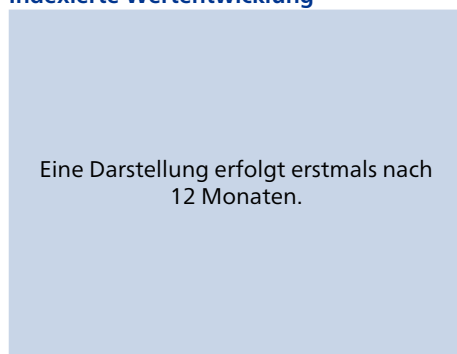 Indexierte Wertentwicklung
Eine Darstellung erfolgt erstmals nach
12 Monaten.